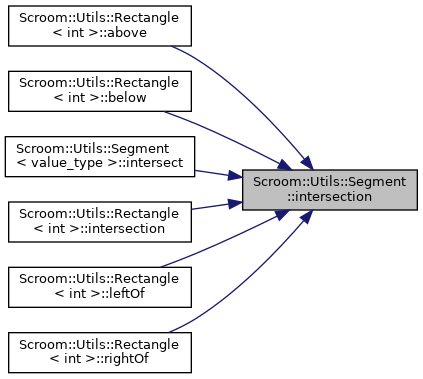 Scroom::Utils::Rectangle
< int >::above
Scroom::Utils::Rectangle
< int >::below
Scroom::Utils::Segment
< value_type >::intersect
Scroom::Utils::Segment
::intersection
Scroom::Utils::Rectangle
< int >::intersection
Scroom::Utils::Rectangle
< int >::leftOf
Scroom::Utils::Rectangle
< int >::rightOf